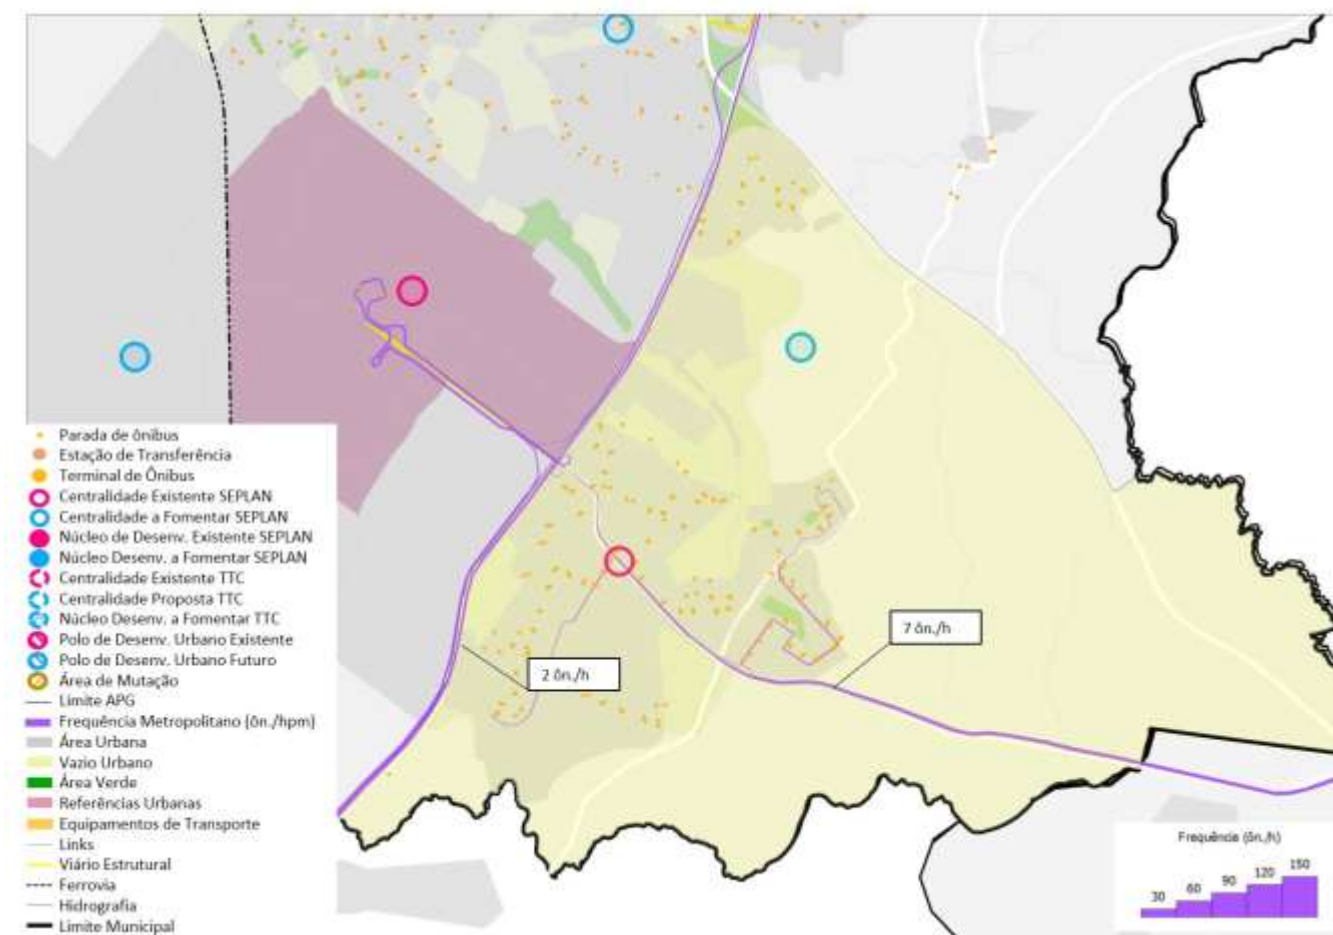 7 ôn./h
2 ôn./h
Parada de ônibus
Estação de Transferência
Terminal de Ônibus
Centralidade Existente SEPLAN
Centralidade a Fomentar SEPLAN
Núcleo de Desenv. Existente SEPLAN
Núcleo Desenv. a Fomentar SEPLAN
Centralidade Existente TTC
Centralidade Proposta TTC
Núcleo Desenv. a Fomentar TTC
Polo de Desenv. Urbano Existente
Polo de Desenv. Urbano Futuro
Área de Mutação
Limite APG
Frequência Metropolitano (ôn./hpm)
Área Urbana
Vazio Urbano
Área Verde
Referências Urbanas
Equipamentos de Transporte
Links
Viário Estrutural
Ferrovia
Hidrografia
Limite Municipal
Frequência (ôn./h)
30 60 90 120 150